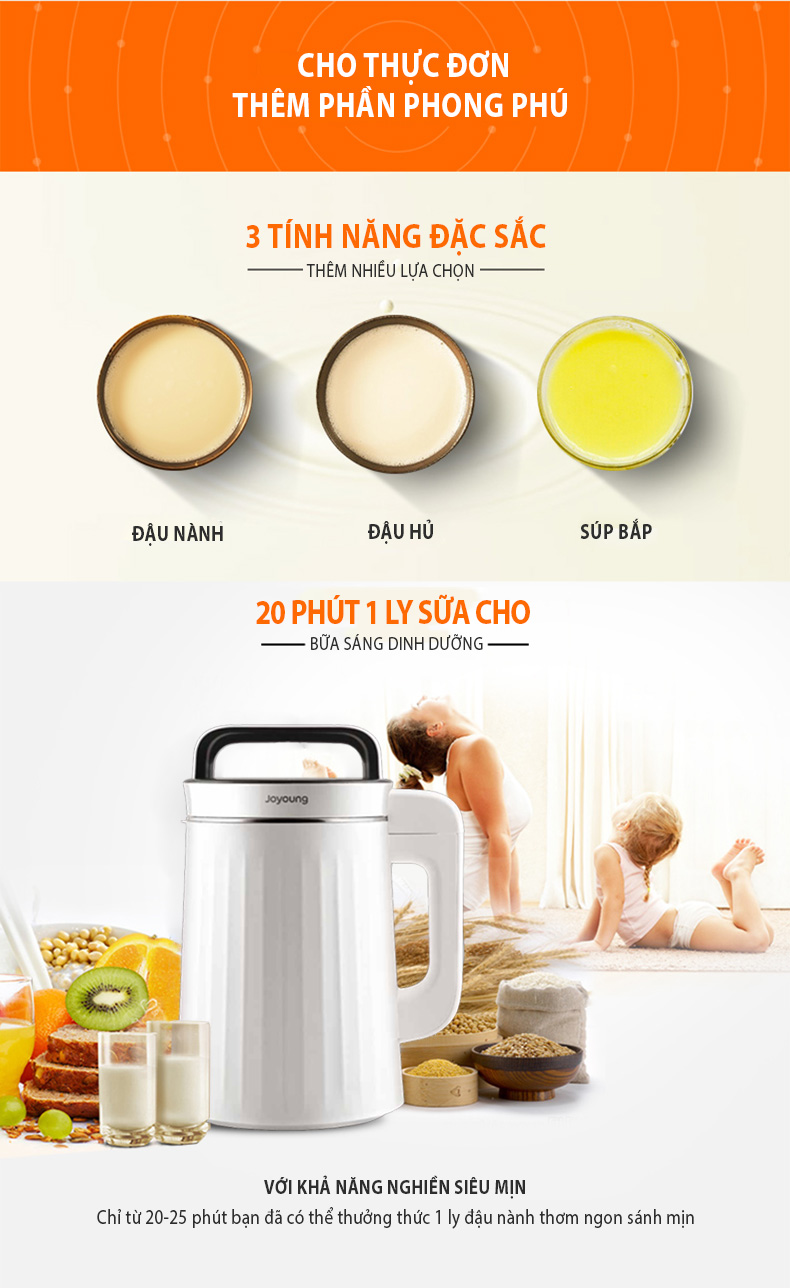 CHO THỰC ĐƠN
THÊM PHẦN PHONG PHÚ
3 TÍNH NĂNG ĐẶC SẮC
THÊM NHIỀU LỰA CHỌN
ĐẬU NÀNH
ĐẬU HỦ
SÚP BẮP
20 PHÚT 1 LY SỮA CHO
BỮA SÁNG DINH DƯỠNG
Joyoung
VỚI KHẢ NĂNG NGHIỀN SIÊU MỊN
Chỉ từ 20-25 phút bạn đã có thể thưởng thức 1 ly đậu nành thơm ngon sánh mịn